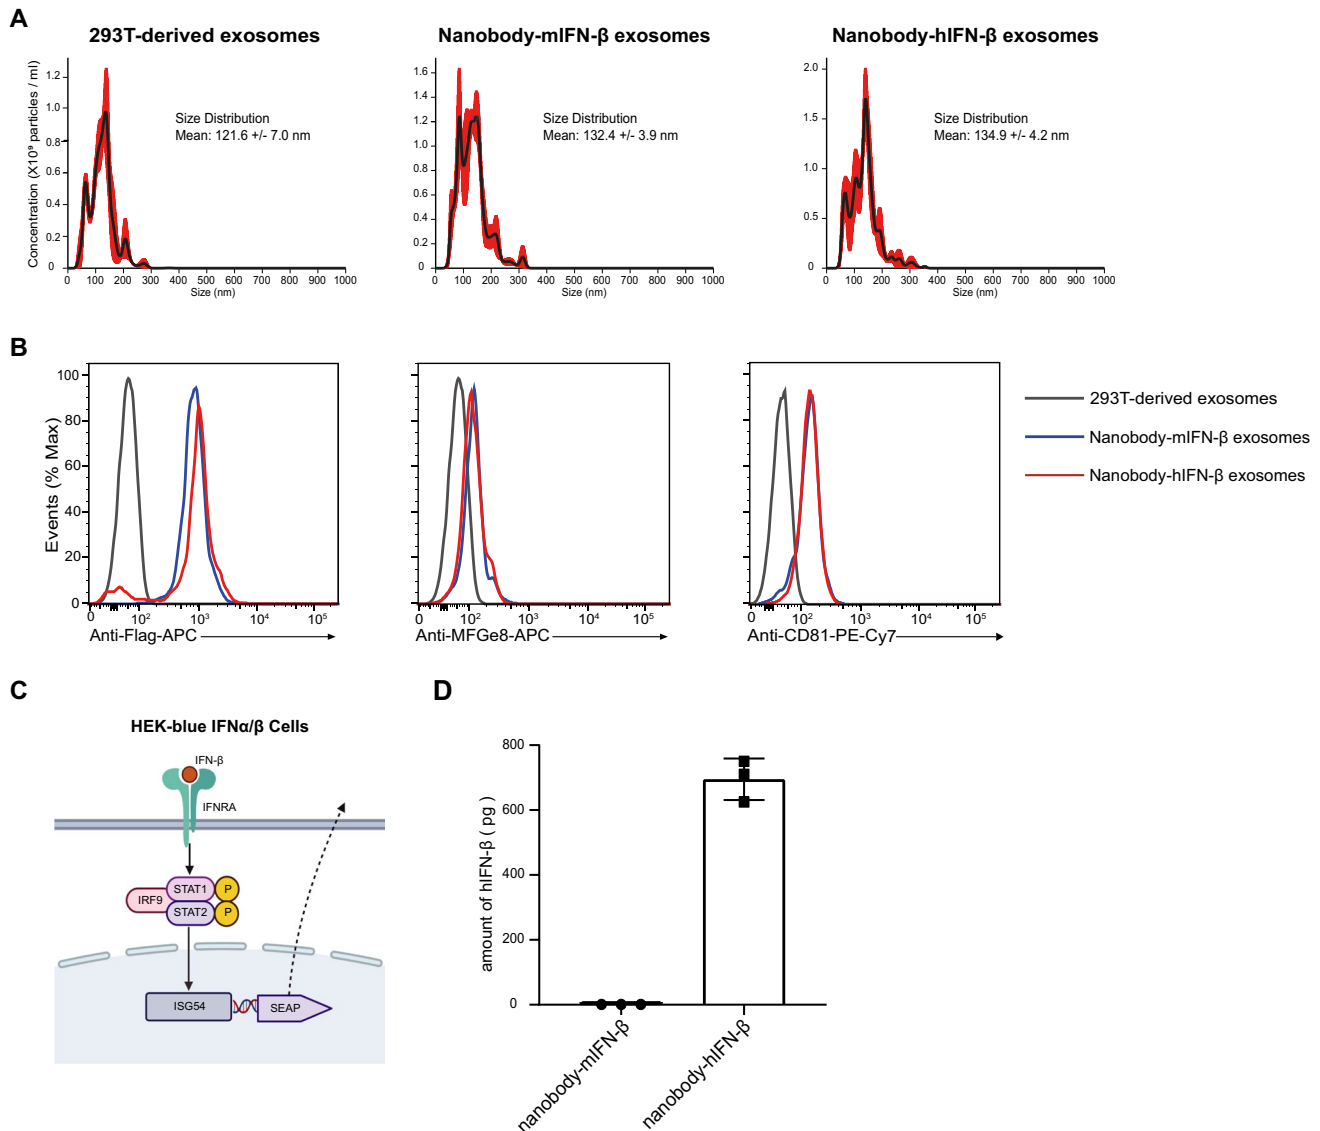 A
293T-derived exosomes
Nanobody-mIFN-β exosomes
Nanobody-hIFN-β exosomes
Concentration (X10⁹ particles / ml)
1.2
1.0
0.8
0.6
0.4
0.2
0
Size Distribution
Mean: 121.6 +/- 7.0 nm
0 100 200 300 400 500 600 700 800 900 1000
Size (nm)
1.6
1.4
1.2
1.0
0.8
0.6
0.4
0.2
0
Size Distribution
Mean: 132.4 +/- 3.9 nm
0 100 200 300 400 500 600 700 800 900 1000
Size (nm)
2.0
1.5
1.0
0.5
0
Size Distribution
Mean: 134.9 +/- 4.2 nm
0 100 200 300 400 500 600 700 800 900 1000
Size (nm)
B
Events (% Max)
100
80
60
40
20
0
0 10² 10³ 10⁴ 10⁵
Anti-Flag-APC
0 10² 10³ 10⁴ 10⁵
Anti-MFGe8-APC
0 10² 10³ 10⁴ 10⁵
Anti-CD81-PE-Cy7
293T-derived exosomes
Nanobody-mIFN-β exosomes
Nanobody-hIFN-β exosomes
C
HEK-blue IFNα/β Cells
IFN-β
IFNRA
STAT1
P
IRF9
STAT2
P
ISG54
SEAP
D
amount of hIFN-β ( pg )
800
600
400
200
0
nanobody-mIFN-β
nanobody-hIFN-β